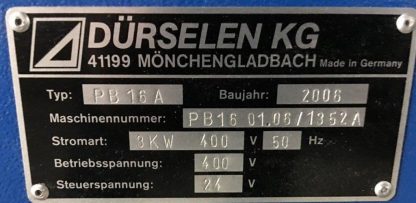 DÜRSELEN KG
41199 MÖNCHENGLADBACH Made in Germany
Typ: PB 16 A Baujahr: 2006
Maschinennummer: PB16 01.06/1352A
Stromart: 3KW 400 V 50 Hz
Betriebsspannung: 400 V
Steuerspannung: 24 V